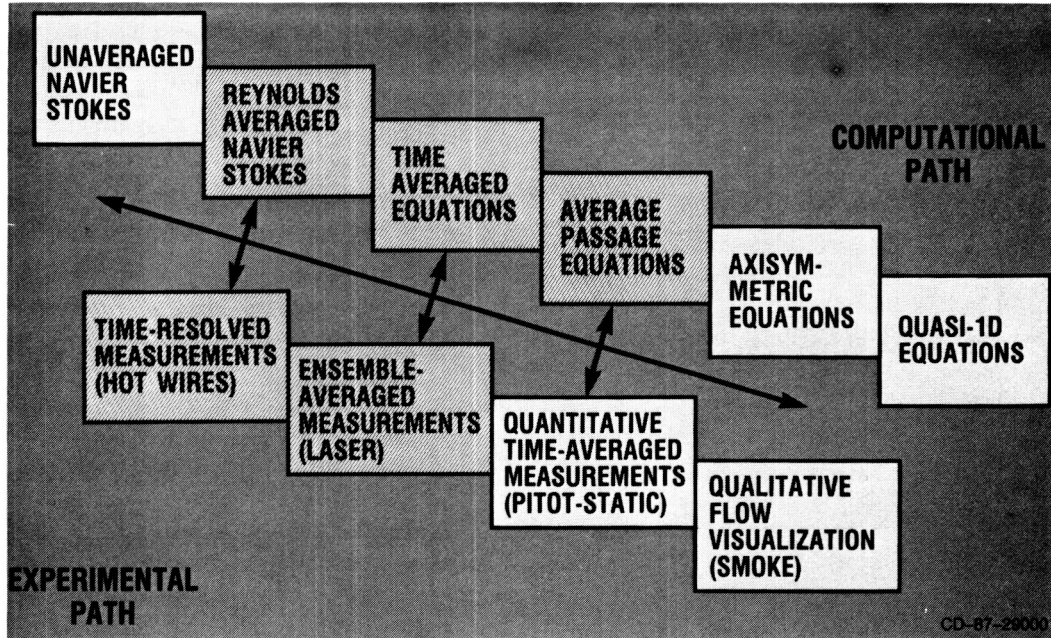 UNAVERAGED
NAVIER
STOKES
REYNOLDS
AVERAGED
NAVIER
STOKES
TIME
AVERAGED
EQUATIONS
AVERAGE
PASSAGE
EQUATIONS
AXISYM-
METRIC
EQUATIONS
QUASI-1D
EQUATIONS
COMPUTATIONAL
PATH
TIME-RESOLVED
MEASUREMENTS
(HOT WIRES)
ENSEMBLE-
AVERAGED
MEASUREMENTS
(LASER)
QUANTITATIVE
TIME-AVERAGED
MEASUREMENTS
(PITOT-STATIC)
QUALITATIVE
FLOW
VISUALIZATION
(SMOKE)
EXPERIMENTAL
PATH
CD-87-29000